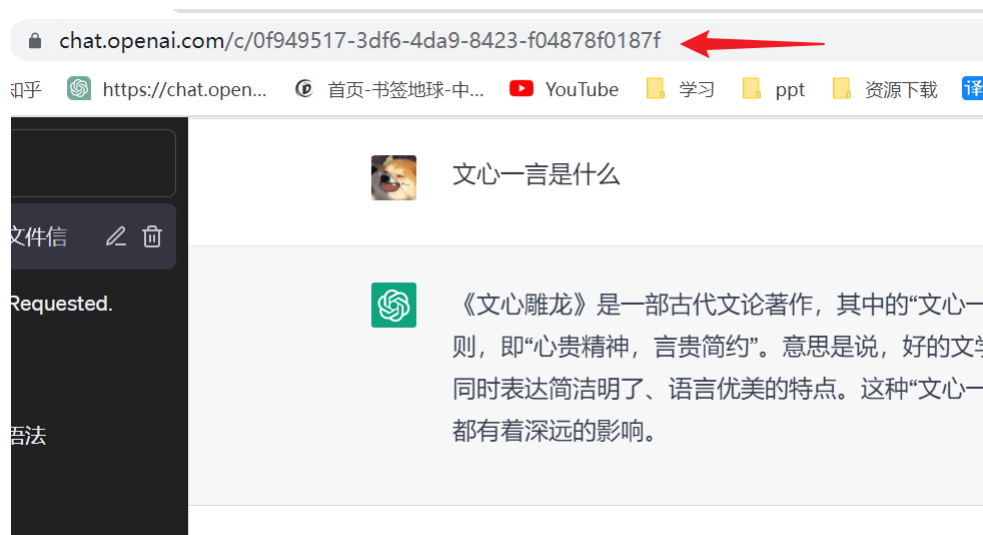 chat.openai.com/c/0f949517-3df6-4da9-8423-f04878f0187f
知乎 https://chat.open... 首页-书签地球-中... YouTube 学习 ppt 资源下载 译
文心一言是什么
文件信
Requested.
《文心雕龙》是一部古代文论著作，其中的“文心一
则，即“心贵精神，言贵简约”。意思是说，好的文学
同时表达简洁明了、语言优美的特点。这种“文心一
都有着深远的影响。
语法